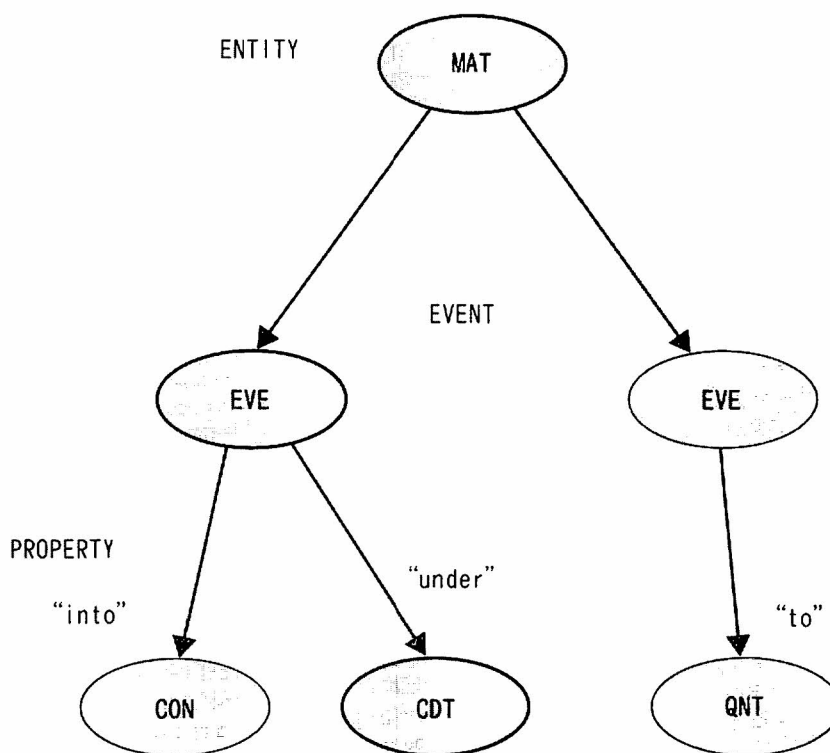 ENTITY
MAT
EVENT
EVE
EVE
PROPERTY
“into”
“under”
“to”
CON
CDT
QNT